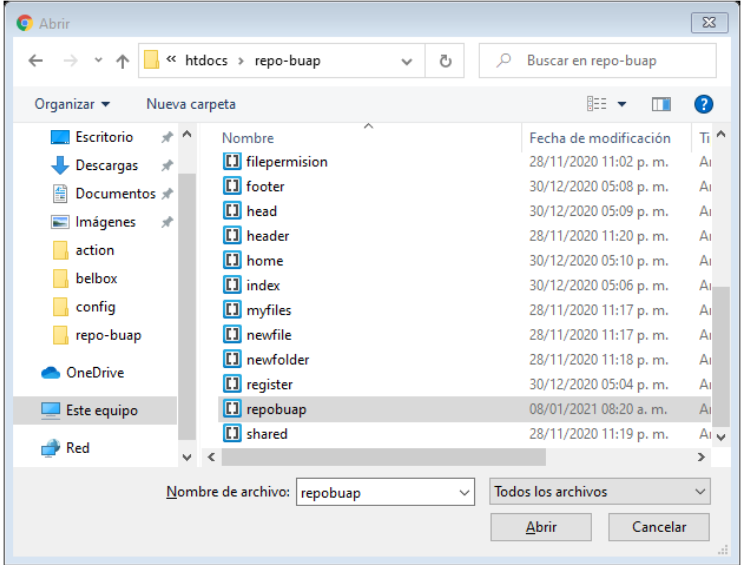 Abrir
« htdocs › repo-buap
Buscar en repo-buap
Organizar
Nueva carpeta
?
Escritorio
Descargas
Documentos
Imágenes
action
belbox
config
repo-buap
OneDrive
Este equipo
Red
Nombre Fecha de modificación Ti
filepermision 28/11/2020 11:02 p. m. Ar
footer 30/12/2020 05:08 p. m. Ar
head 30/12/2020 05:09 p. m. Ar
header 28/11/2020 11:20 p. m. Ar
home 30/12/2020 05:10 p. m. Ar
index 30/12/2020 05:06 p. m. Ar
myfiles 28/11/2020 11:17 p. m. Ar
newfile 28/11/2020 11:17 p. m. Ar
newfolder 28/11/2020 11:18 p. m. Ar
register 30/12/2020 05:04 p. m. Ar
repobuap 08/01/2021 08:20 a. m. Ar
shared 28/11/2020 11:19 p. m. Ar
Nombre de archivo: repobuap
Todos los archivos
Abrir Cancelar